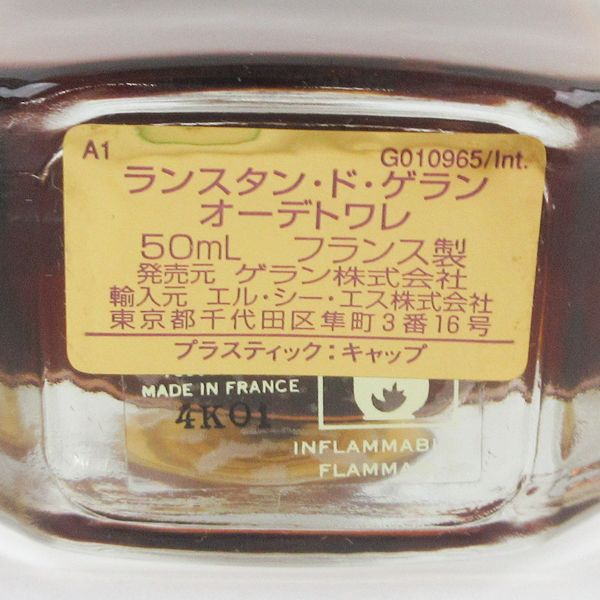 A1 G010965/Int.
ランスタン・ド・ゲラン
オーデトワレ
50mL フランス製
発売元 ゲラン株式会社
輸入元 エル・シー・エス株式会社
東京都千代田区隼町3番16号
プラスティック:キャップ
MADE IN FRANCE
4K01
INFLAMMAB
FLAMMA